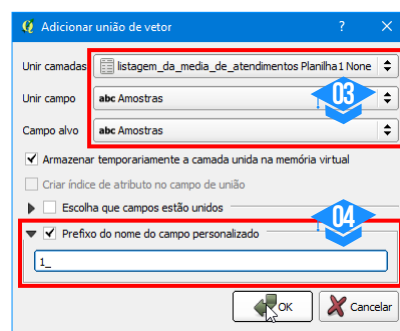 Adicionar união de vetor ? X
Unir camadas listagem_da_media_de_atendimentos Planilha1 None
03
Unir campo abc Amostras
Campo alvo abc Amostras
Armazenar temporariamente a camada unida na memória virtual
Criar índice de atributo no campo de união
Escolha que campos estão unidos
04
Prefixo do nome do campo personalizado
1_
OK Cancelar